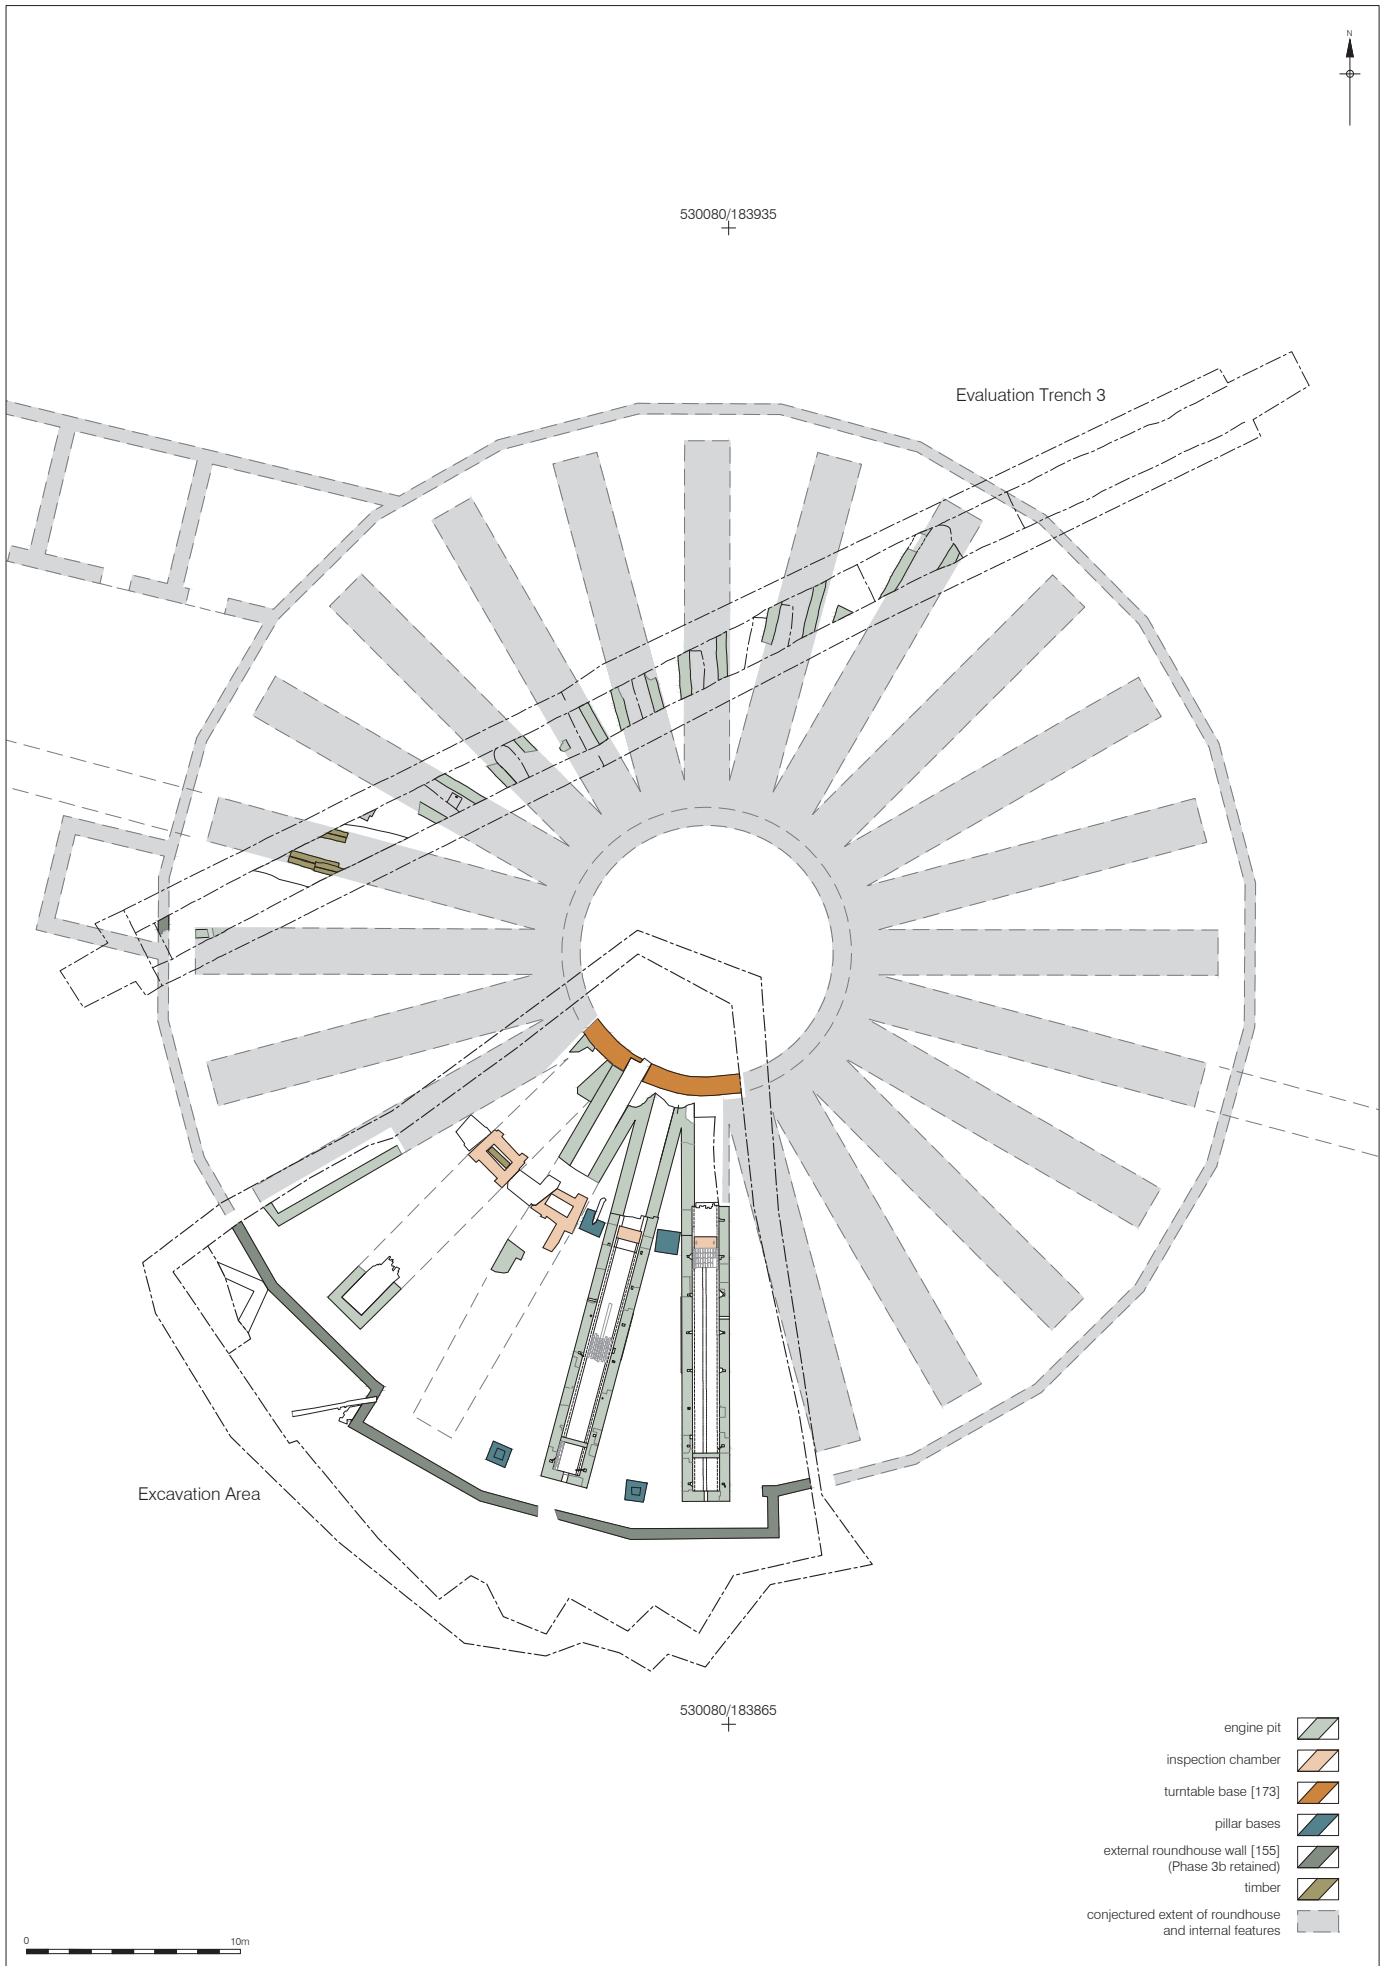 N
530080/183935
Evaluation Trench 3
Excavation Area
530080/183865
engine pit
inspection chamber
turntable base [173]
pillar bases
external roundhouse wall [155]
(Phase 3b retained)
timber
conjectured extent of roundhouse
and internal features
0 10m